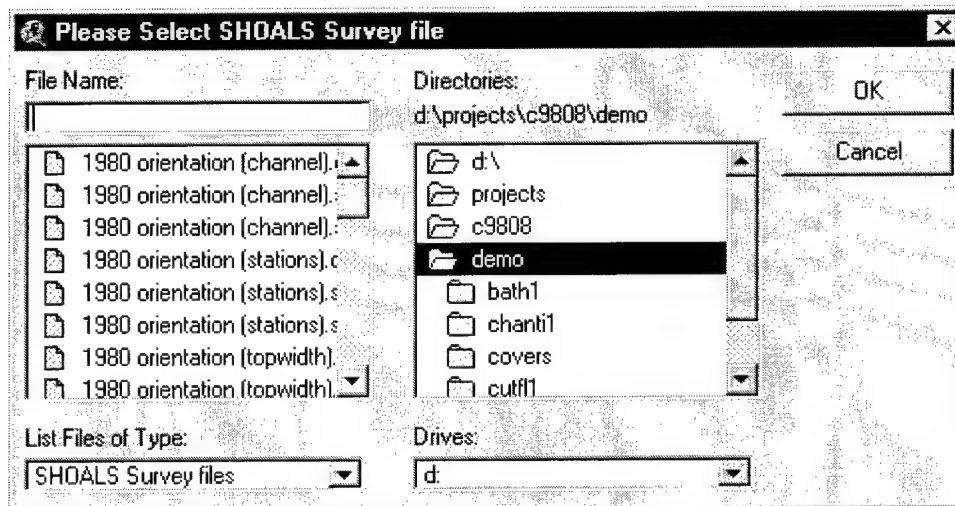 Please Select SHOALS Survey file
File Name:
1980 orientation (channel).
1980 orientation (channel).
1980 orientation (channel).
1980 orientation (stations).
1980 orientation (stations).s
1980 orientation (stations).s
1980 orientation (topwidth).
1980 orientation (topwidth).
List Files of Type:
SHOALS Survey files
Directories:
d:\projects\c9808\demo
d:\
projects
c9808
demo
bath1
chanti1
covers
cutfl1
Drives:
d:
OK
Cancel